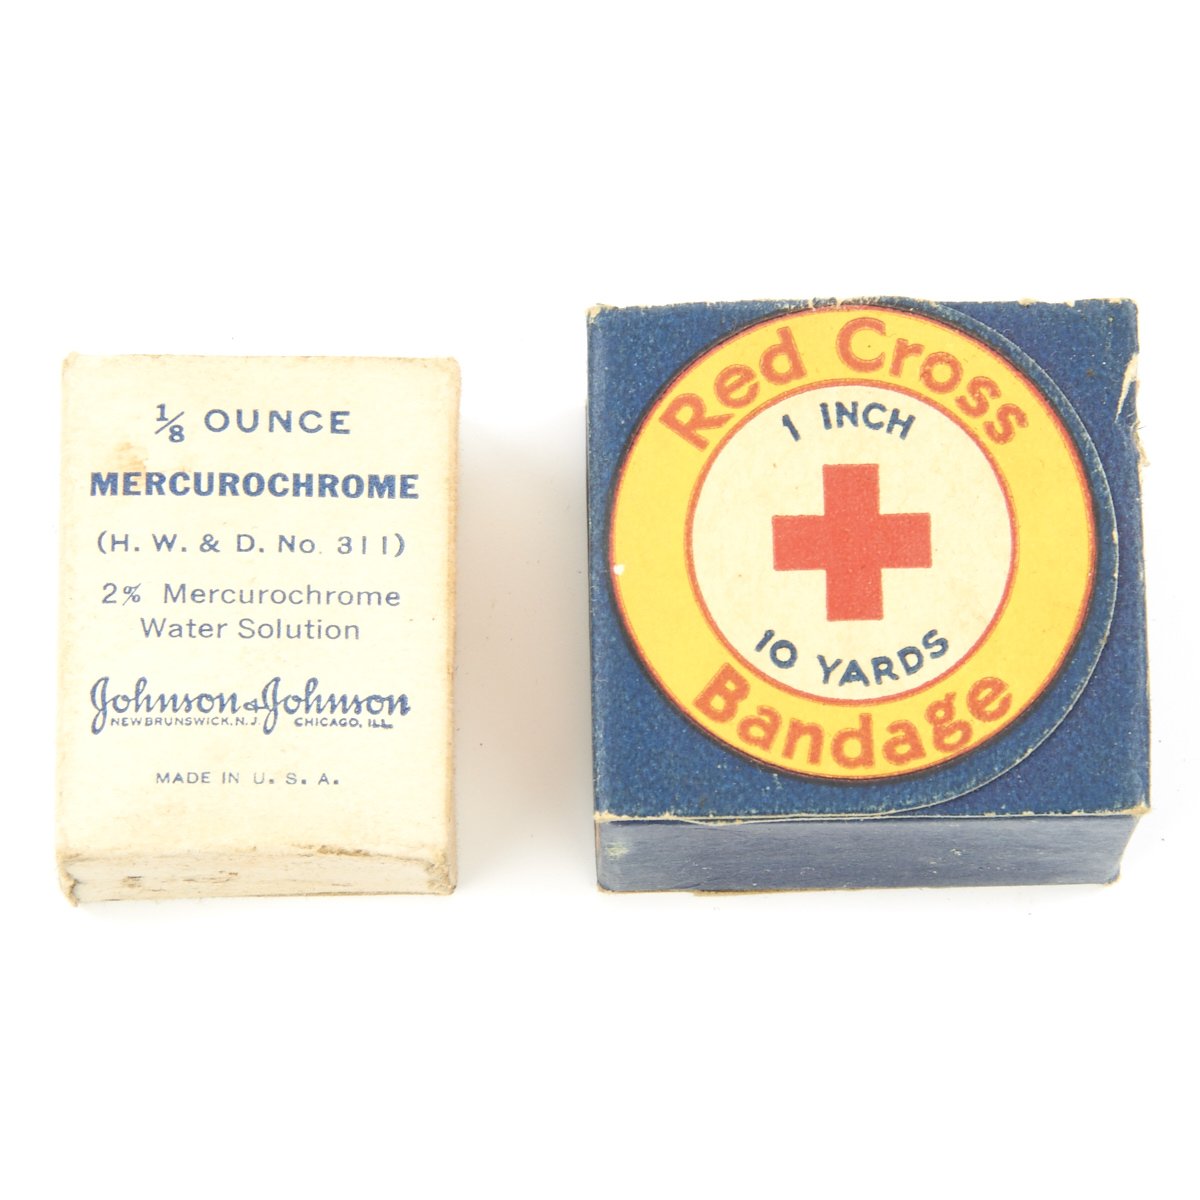 1/8 OUNCE
MERCUROCHROME
(H. W. & D. No. 311)
2% Mercurochrome
Water Solution
Johnson & Johnson
NEW BRUNSWICK, N. J. CHICAGO, ILL.
MADE IN U. S. A.
Red Cross
1 INCH
10 YARDS
Bandage